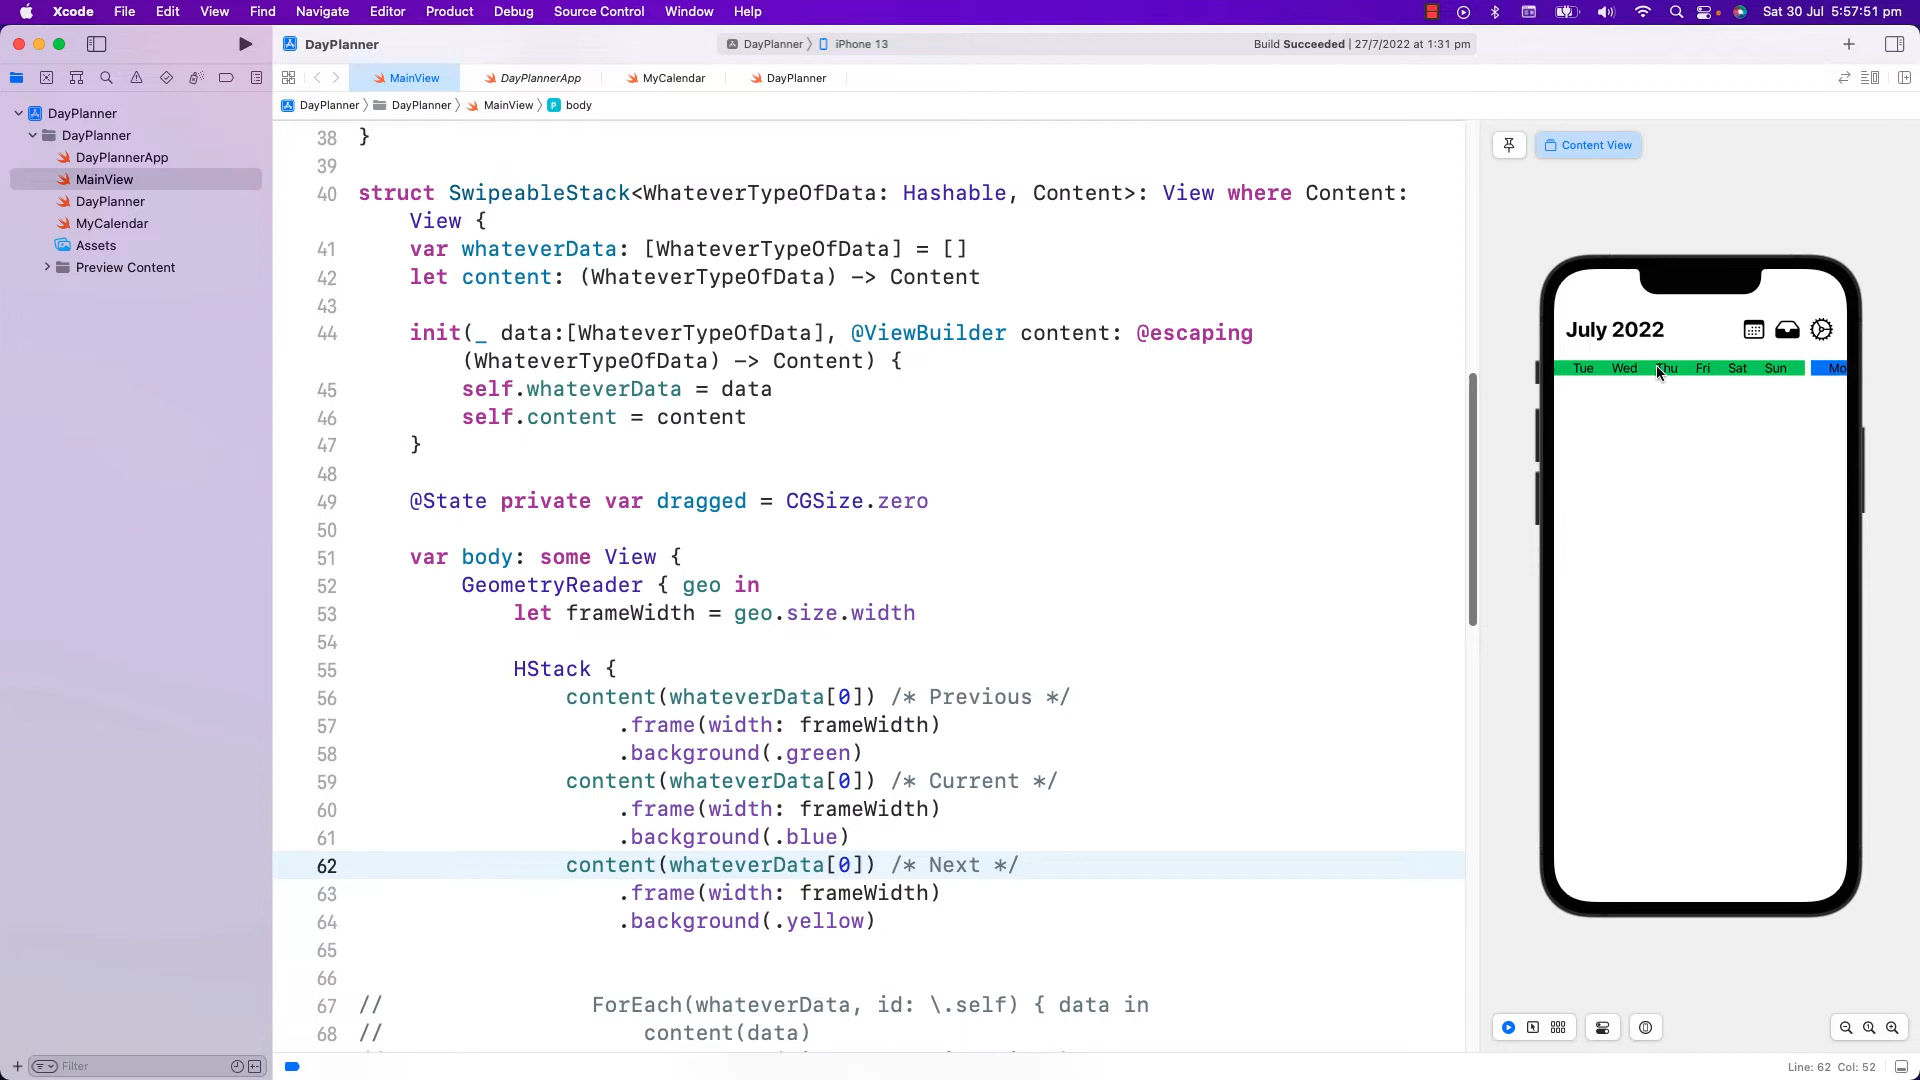 Xcode File Edit View Find Navigate Editor Product Debug Source Control Window Help Sat 30 Jul 5:57:51 pm
DayPlanner DayPlanner iPhone 13 Build Succeeded | 27/7/2022 at 1:31 pm
MainView DayPlannerApp MyCalendar DayPlanner
DayPlanner DayPlanner MainView P body
DayPlanner
DayPlanner
DayPlannerApp
MainView
DayPlanner
MyCalendar
Assets
Preview Content
38 }
39
40 struct SwipeableStack<WhateverTypeOfData: Hashable, Content>: View where Content:
View {
41 var whateverData: [WhateverTypeOfData] = []
42 let content: (WhateverTypeOfData) -> Content
43
44 init(_ data:[WhateverTypeOfData], @ViewBuilder content: @escaping
(WhateverTypeOfData) -> Content) {
45 self.whateverData = data
46 self.content = content
47 }
48
49 @State private var dragged = CGSize.zero
50
51 var body: some View {
52 GeometryReader { geo in
53 let frameWidth = geo.size.width
54
55 HStack {
56 content(whateverData[0]) /* Previous */
57 .frame(width: frameWidth)
58 .background(.green)
59 content(whateverData[0]) /* Current */
60 .frame(width: frameWidth)
61 .background(.blue)
62 content(whateverData[0]) /* Next */
63 .frame(width: frameWidth)
64 .background(.yellow)
65
66
67 // ForEach(whateverData, id: \.self) { data in
68 // content(data)
Content View
July 2022
Tue Wed Thu Fri Sat Sun Mo
Filter
Line: 62 Col: 52